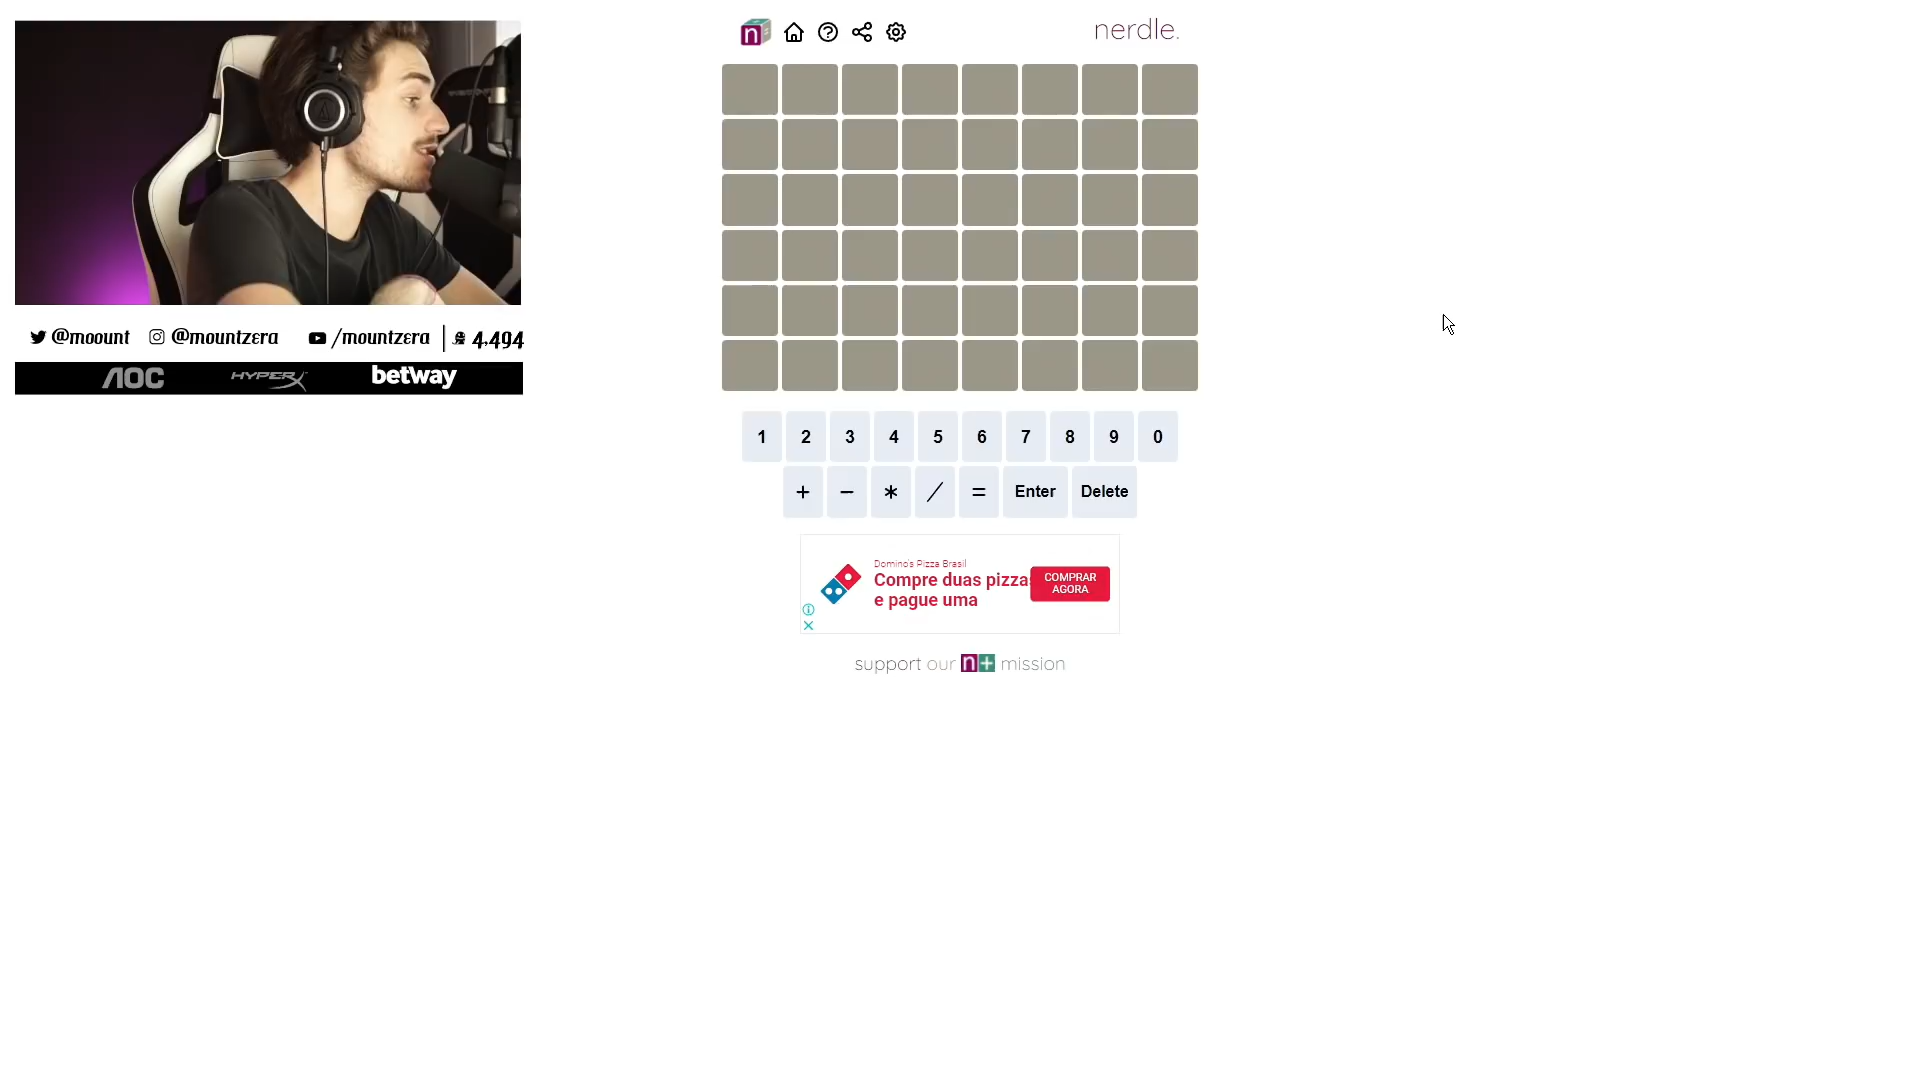 n
nerdle.
@moount @mountzera /mountzera 4,494
AOC HYPERX betway
1 2 3 4 5 6 7 8 9 0
+ - * / = Enter Delete
Domino's Pizza Brasil
Compre duas pizzas
e pague uma
COMPRAR
AGORA
support our n+ mission